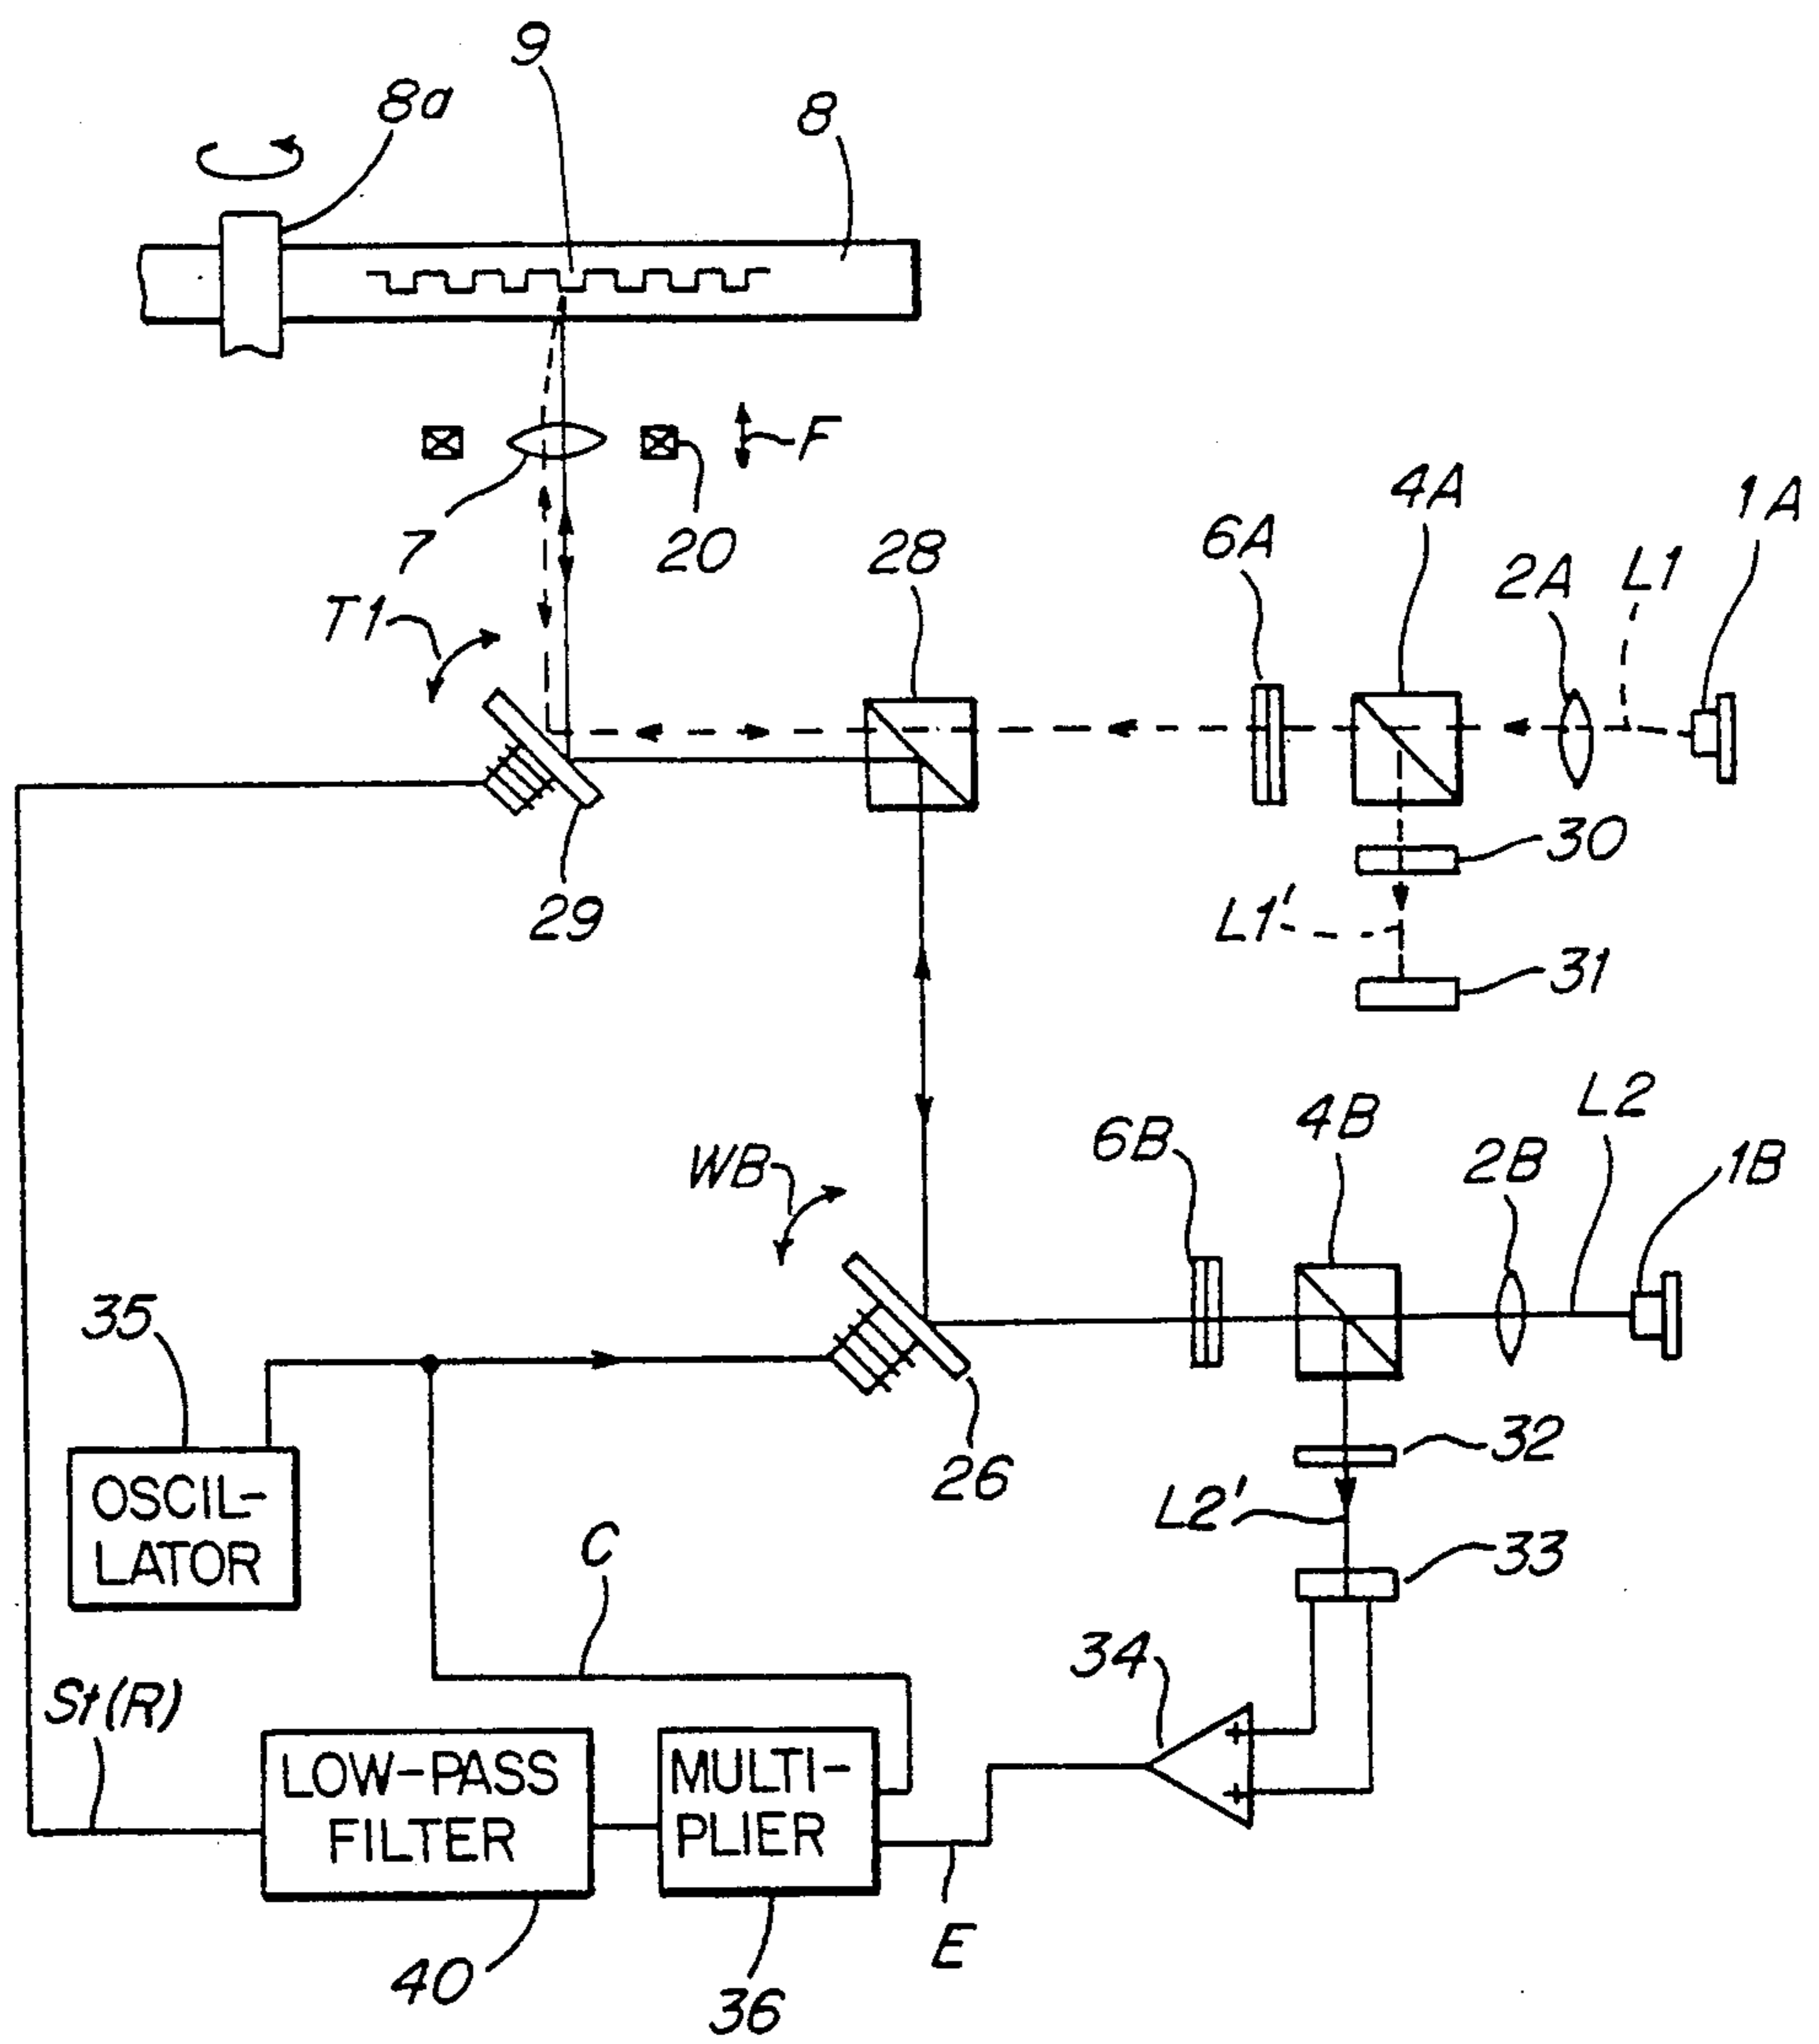 9
8a
8
F
7
20
4A
1A
6A
28
2A
L1
T1
30
29
L1'
31
L2
4B
6B
2B
1B
WB
35
32
26
OSCIL-
LATOR
L2'
C
33
34
St(R)
LOW-PASS
FILTER
MULTI-
PLIER
+
+
E
40
36